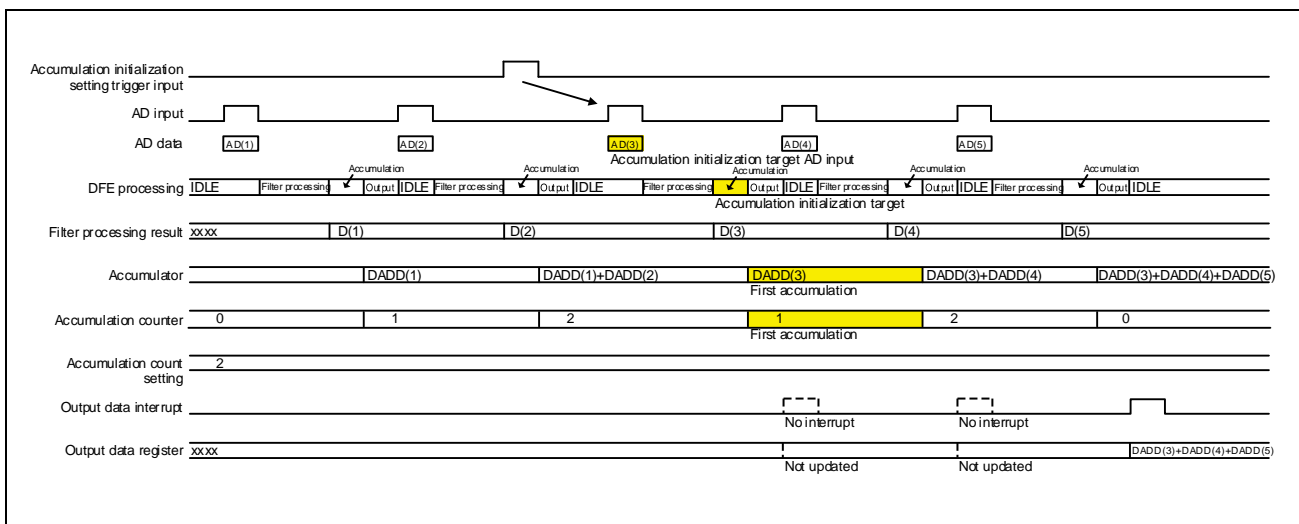 Accumulation initialization
setting trigger input
AD input
AD data
AD(1)
AD(2)
AD(3)
AD(4)
AD(5)
Accumulation initialization target AD input
Accumulation
Accumulation
Accumulation
Accumulation
Accumulation
DFE processing
IDLE
Filter processing
Output
IDLE
Filter processing
Output
IDLE
Filter processing
Output
IDLE
Filter processing
Output
IDLE
Filter processing
Output
IDLE
Accumulation initialization target
Filter processing result
xxxx
D(1)
D(2)
D(3)
D(4)
D(5)
Accumulator
DADD(1)
DADD(1)+DADD(2)
DADD(3)
DADD(3)+DADD(4)
DADD(3)+DADD(4)+DADD(5)
First accumulation
Accumulation counter
0
1
2
1
2
0
First accumulation
Accumulation count
setting
2
Output data interrupt
No interrupt
No interrupt
Output data register
xxxx
DADD(3)+DADD(4)+DADD(5)
Not updated
Not updated